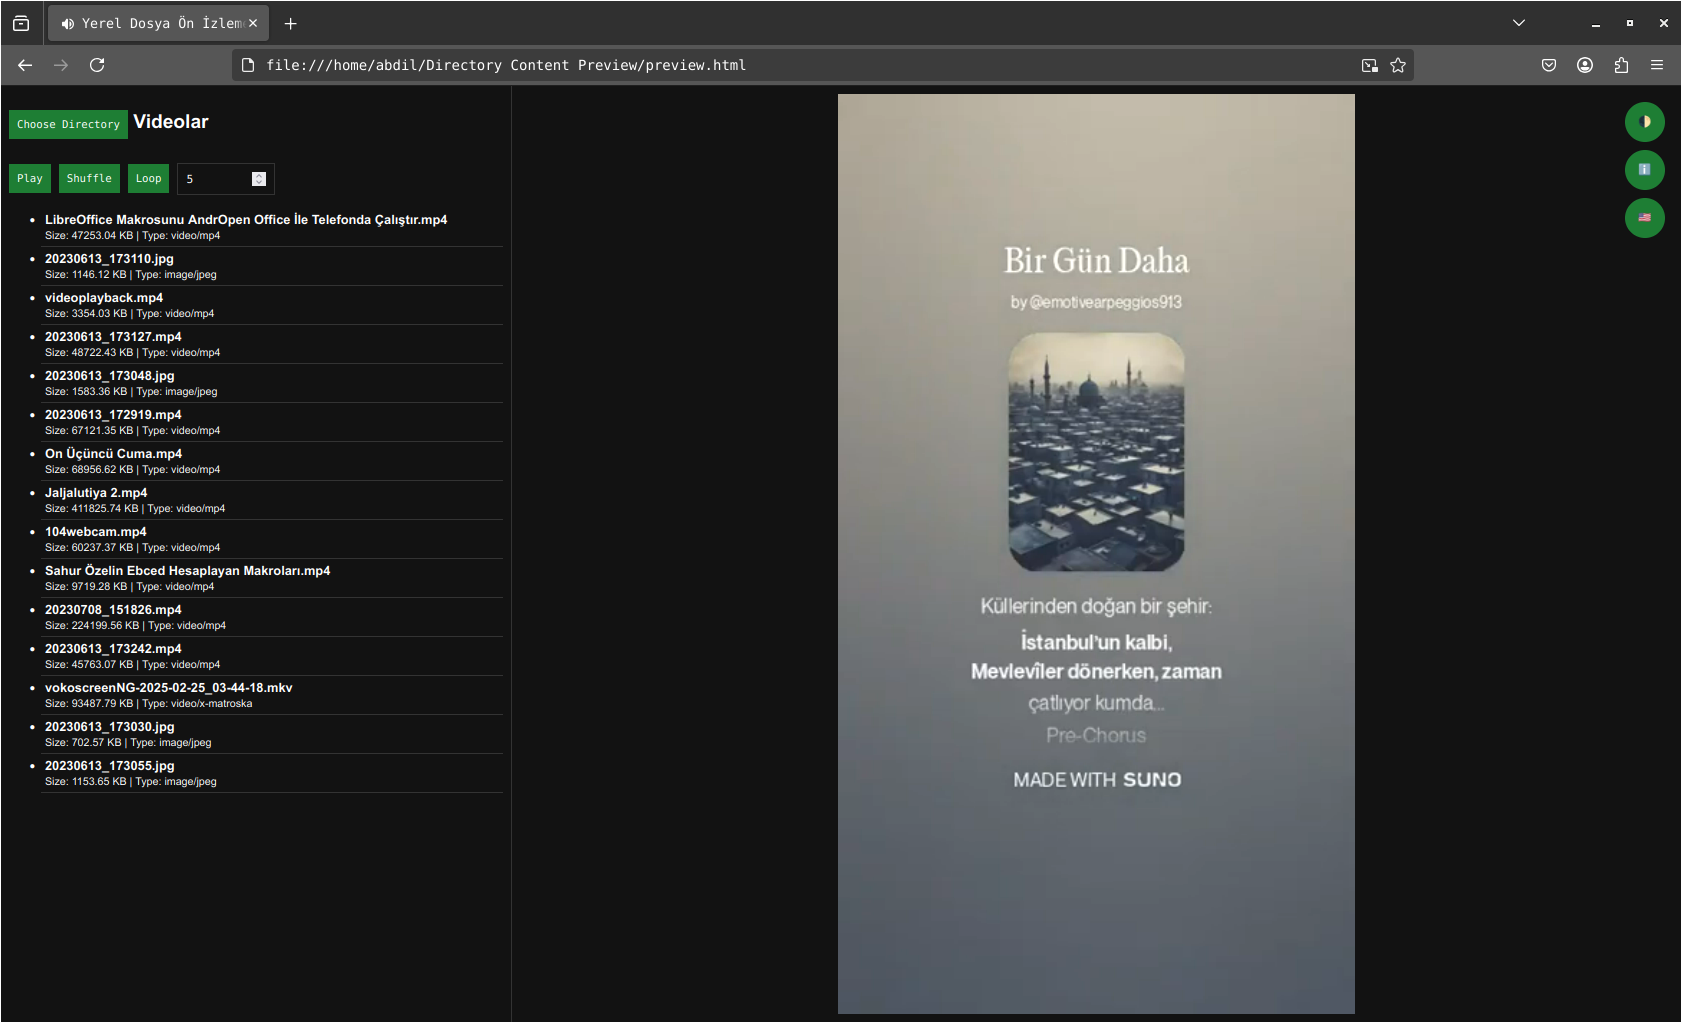 Yerel Dosya Ön İzleme
file:///home/abdil/Directory Content Preview/preview.html
Choose Directory Videolar
Play Shuffle Loop 5
LibreOffice Makrosunu AndrOpen Office İle Telefonda Çalıştır.mp4
Size: 47253.04 KB | Type: video/mp4
20230613_173110.jpg
Size: 1146.12 KB | Type: image/jpeg
videoplayback.mp4
Size: 3354.03 KB | Type: video/mp4
20230613_173127.mp4
Size: 48722.43 KB | Type: video/mp4
20230613_173048.jpg
Size: 1583.36 KB | Type: image/jpeg
20230613_172919.mp4
Size: 67121.35 KB | Type: video/mp4
On Üçüncü Cuma.mp4
Size: 68956.62 KB | Type: video/mp4
Jaljalutiya 2.mp4
Size: 411825.74 KB | Type: video/mp4
104webcam.mp4
Size: 60237.37 KB | Type: video/mp4
Sahur Özelin Ebced Hesaplayan Makroları.mp4
Size: 9719.28 KB | Type: video/mp4
20230708_151826.mp4
Size: 224199.56 KB | Type: video/mp4
20230613_173242.mp4
Size: 45763.07 KB | Type: video/mp4
vokoscreenNG-2025-02-25_03-44-18.mkv
Size: 93487.79 KB | Type: video/x-matroska
20230613_173030.jpg
Size: 702.57 KB | Type: image/jpeg
20230613_173055.jpg
Size: 1153.65 KB | Type: image/jpeg
Bir Gün Daha
by @emotivearpeggios913
Küllerinden doğan bir şehir:
İstanbul'un kalbi,
Mevlevîler dönerken, zaman
çatlıyor kumda...
Pre-Chorus
MADE WITH SUNO